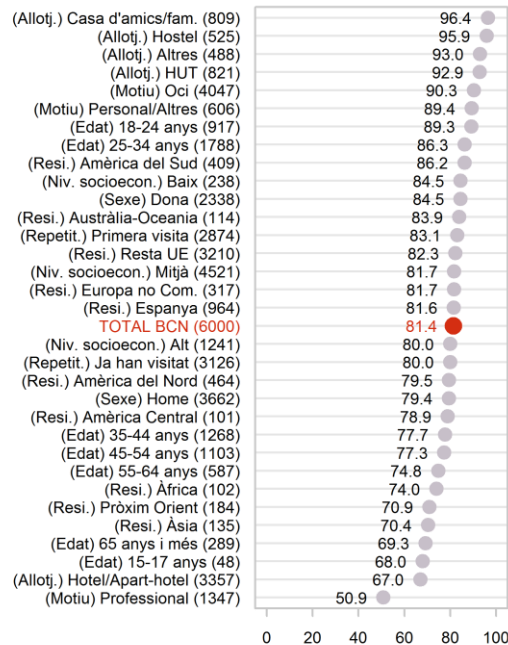 (Allotj.) Casa d'amics/fam. (809) 96.4
(Allotj.) Hostel (525) 95.9
(Allotj.) Altres (488) 93.0
(Allotj.) HUT (821) 92.9
(Motiu) Oci (4047) 90.3
(Motiu) Personal/Altres (606) 89.4
(Edat) 18-24 anys (917) 89.3
(Edat) 25-34 anys (1788) 86.3
(Resi.) Amèrica del Sud (409) 86.2
(Niv. socioecon.) Baix (238) 84.5
(Sexe) Dona (2338) 84.5
(Resi.) Austràlia-Oceania (114) 83.9
(Repetit.) Primera visita (2874) 83.1
(Resi.) Resta UE (3210) 82.3
(Niv. socioecon.) Mitjà (4521) 81.7
(Resi.) Europa no Com. (317) 81.7
(Resi.) Espanya (964) 81.6
TOTAL BCN (6000) 81.4
(Niv. socioecon.) Alt (1241) 80.0
(Repetit.) Ja han visitat (3126) 80.0
(Resi.) Amèrica del Nord (464) 79.5
(Sexe) Home (3662) 79.4
(Resi.) Amèrica Central (101) 78.9
(Edat) 35-44 anys (1268) 77.7
(Edat) 45-54 anys (1103) 77.3
(Edat) 55-64 anys (587) 74.8
(Resi.) Àfrica (102) 74.0
(Resi.) Pròxim Orient (184) 70.9
(Resi.) Àsia (135) 70.4
(Edat) 65 anys i més (289) 69.3
(Edat) 15-17 anys (48) 68.0
(Allotj.) Hotel/Apart-hotel (3357) 67.0
(Motiu) Professional (1347) 50.9
0 20 40 60 80 100